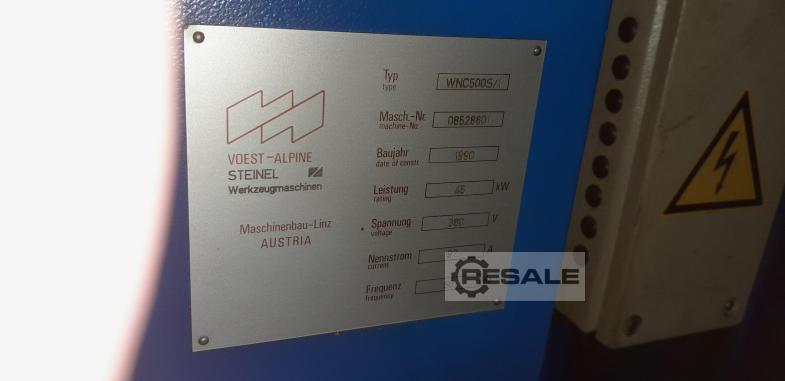 VOEST-ALPINE
STEINEL
Werkzeugmaschinen
Maschinenbau-Linz
AUSTRIA
Typ
type
WNC500S/
Masch.-Nr.
machine-No
Baujahr
date of constr.
1990
Leistung
rating
45 kW
Spannung
voltage
380 V
Nennstrom
current
A
Frequenz
frequency
RESALE